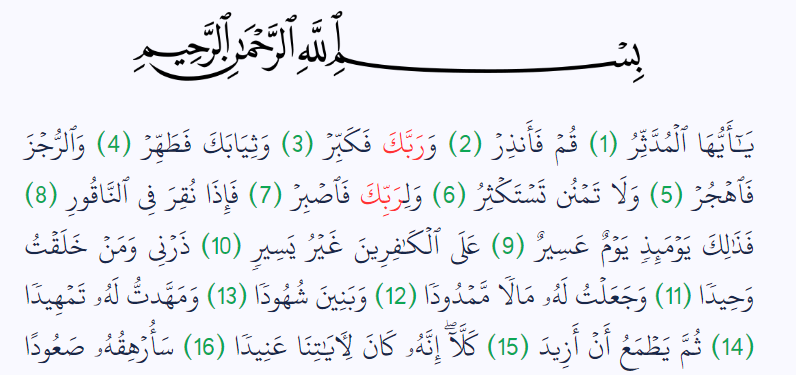 بِسْمِ ٱللَّهِ ٱلرَّحْمَٰنِ ٱلرَّحِيمِ
يَـٰٓأَيُّهَا ٱلْمُدَّثِّرُ (1) قُمْ فَأَنذِرْ (2) وَرَبَّكَ فَكَبِّرْ (3) وَثِيَابَكَ فَطَهِّرْ (4) وَٱلرُّجْزَ
فَٱهْجُرْ (5) وَلَا تَمْنُن تَسْتَكْثِرُ (6) وَلِرَبِّكَ فَٱصْبِرْ (7) فَإِذَا نُقِرَ فِى ٱلنَّاقُورِ (8)
فَذَٰلِكَ يَوْمَئِذٍ يَوْمٌ عَسِيرٌ (9) عَلَى ٱلْكَـٰفِرِينَ غَيْرُ يَسِيرٍ (10) ذَرْنِى وَمَنْ خَلَقْتُ
وَحِيدًا (11) وَجَعَلْتُ لَهُۥ مَالًا مَّمْدُودًا (12) وَبَنِينَ شُهُودًا (13) وَمَهَّدتُّ لَهُۥ تَمْهِيدًا
(14) ثُمَّ يَطْمَعُ أَنْ أَزِيدَ (15) كَلَّآ ۖ إِنَّهُۥ كَانَ لِـَٔايَـٰتِنَا عَنِيدًا (16) سَأُرْهِقُهُۥ صَعُودًا